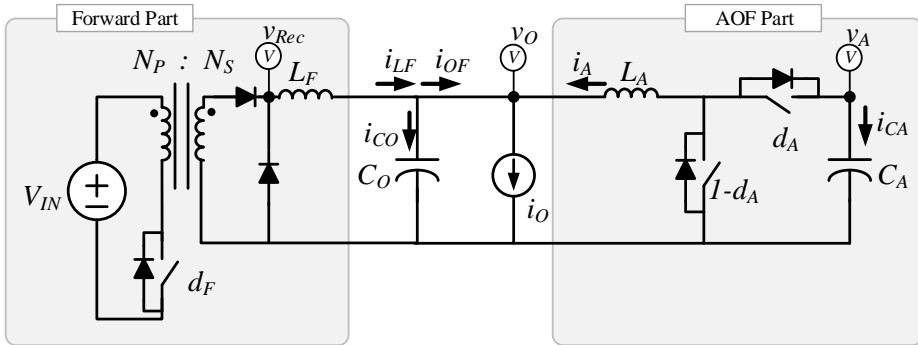 Forward Part
AOF Part
v_Rec
v_O
v_A
V
V
V
N_P : N_S
L_F
i_LF
i_OF
i_A
L_A
i_CO
d_A
i_CA
V_IN
C_O
i_O
1-d_A
C_A
d_F